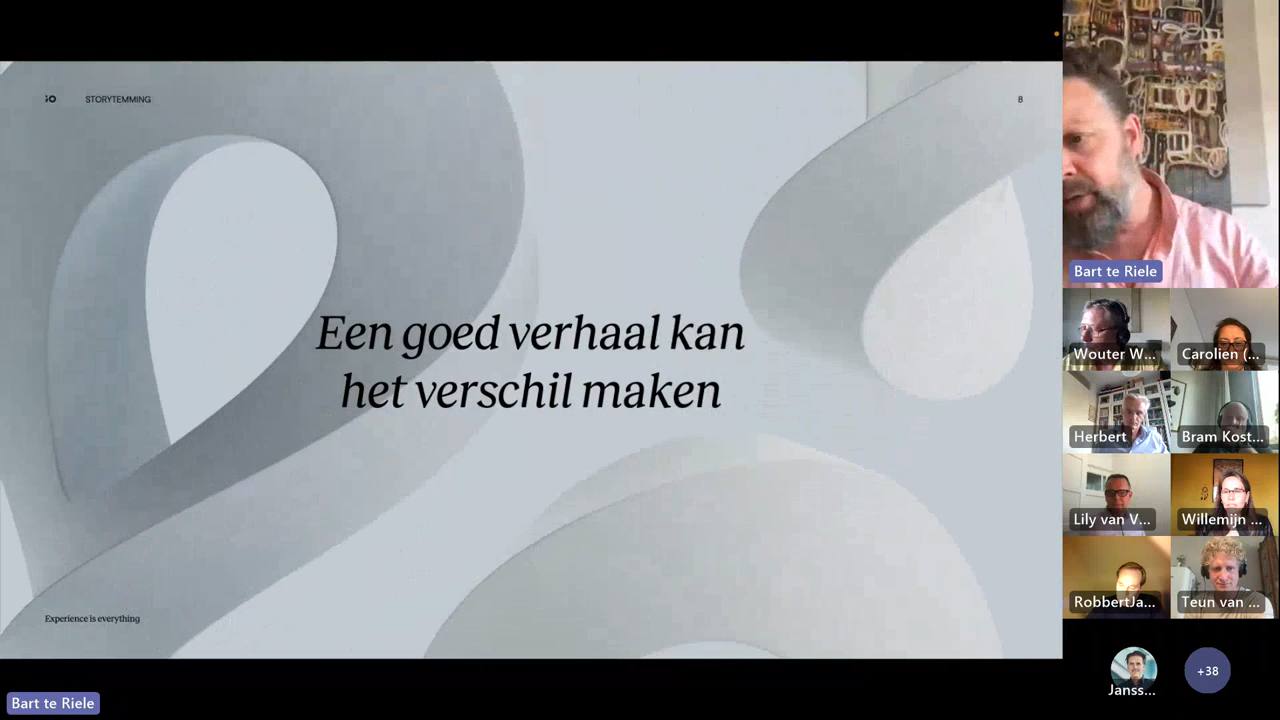 iO STORYTEMMING 8
Een goed verhaal kan
het verschil maken
Experience is everything
Bart te Riele
Bart te Riele
Wouter W...
Carolien (...
Herbert
Bram Kost...
Lily van V...
Willemijn ...
RobbertJa...
Teun van ...
Janss...
+38